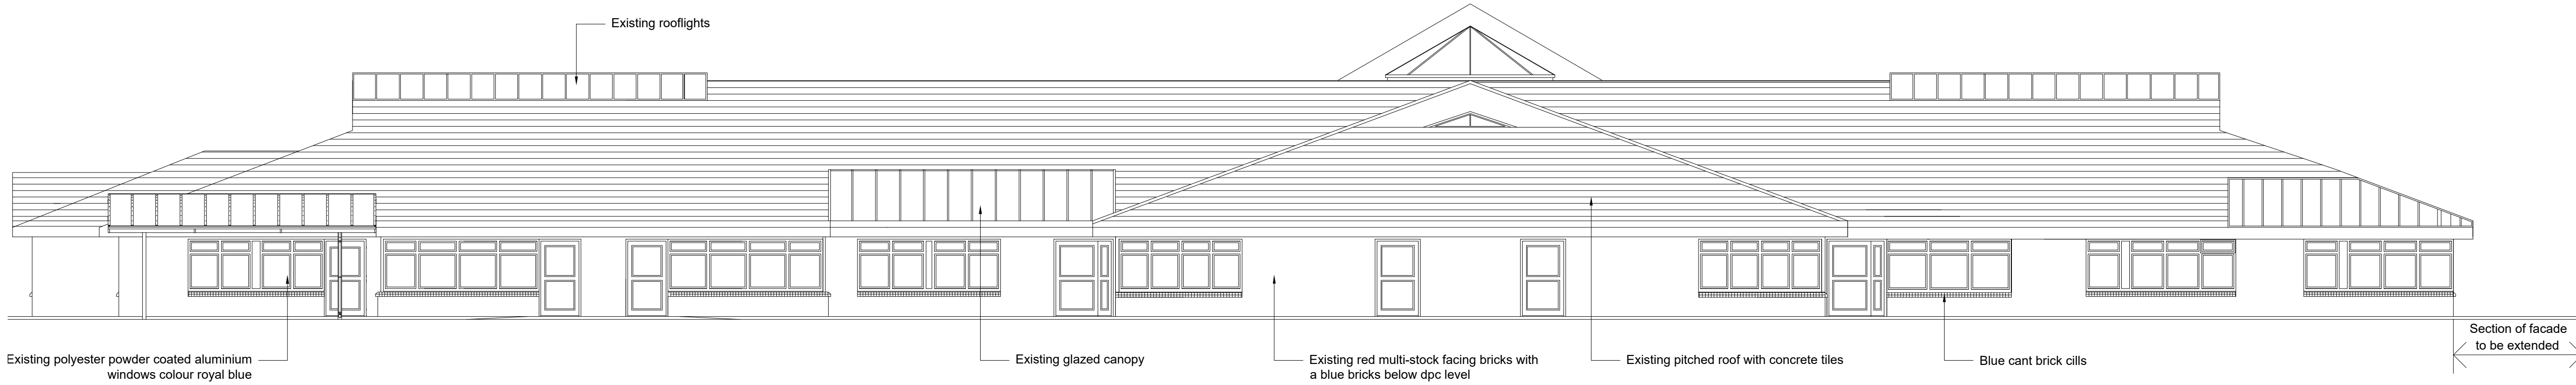 Existing rooflights
Section of facade
to be extended
Existing polyester powder coated aluminium
windows colour royal blue
Existing glazed canopy
Existing red multi-stock facing bricks with
a blue bricks below dpc level
Existing pitched roof with concrete tiles
Blue cant brick cills